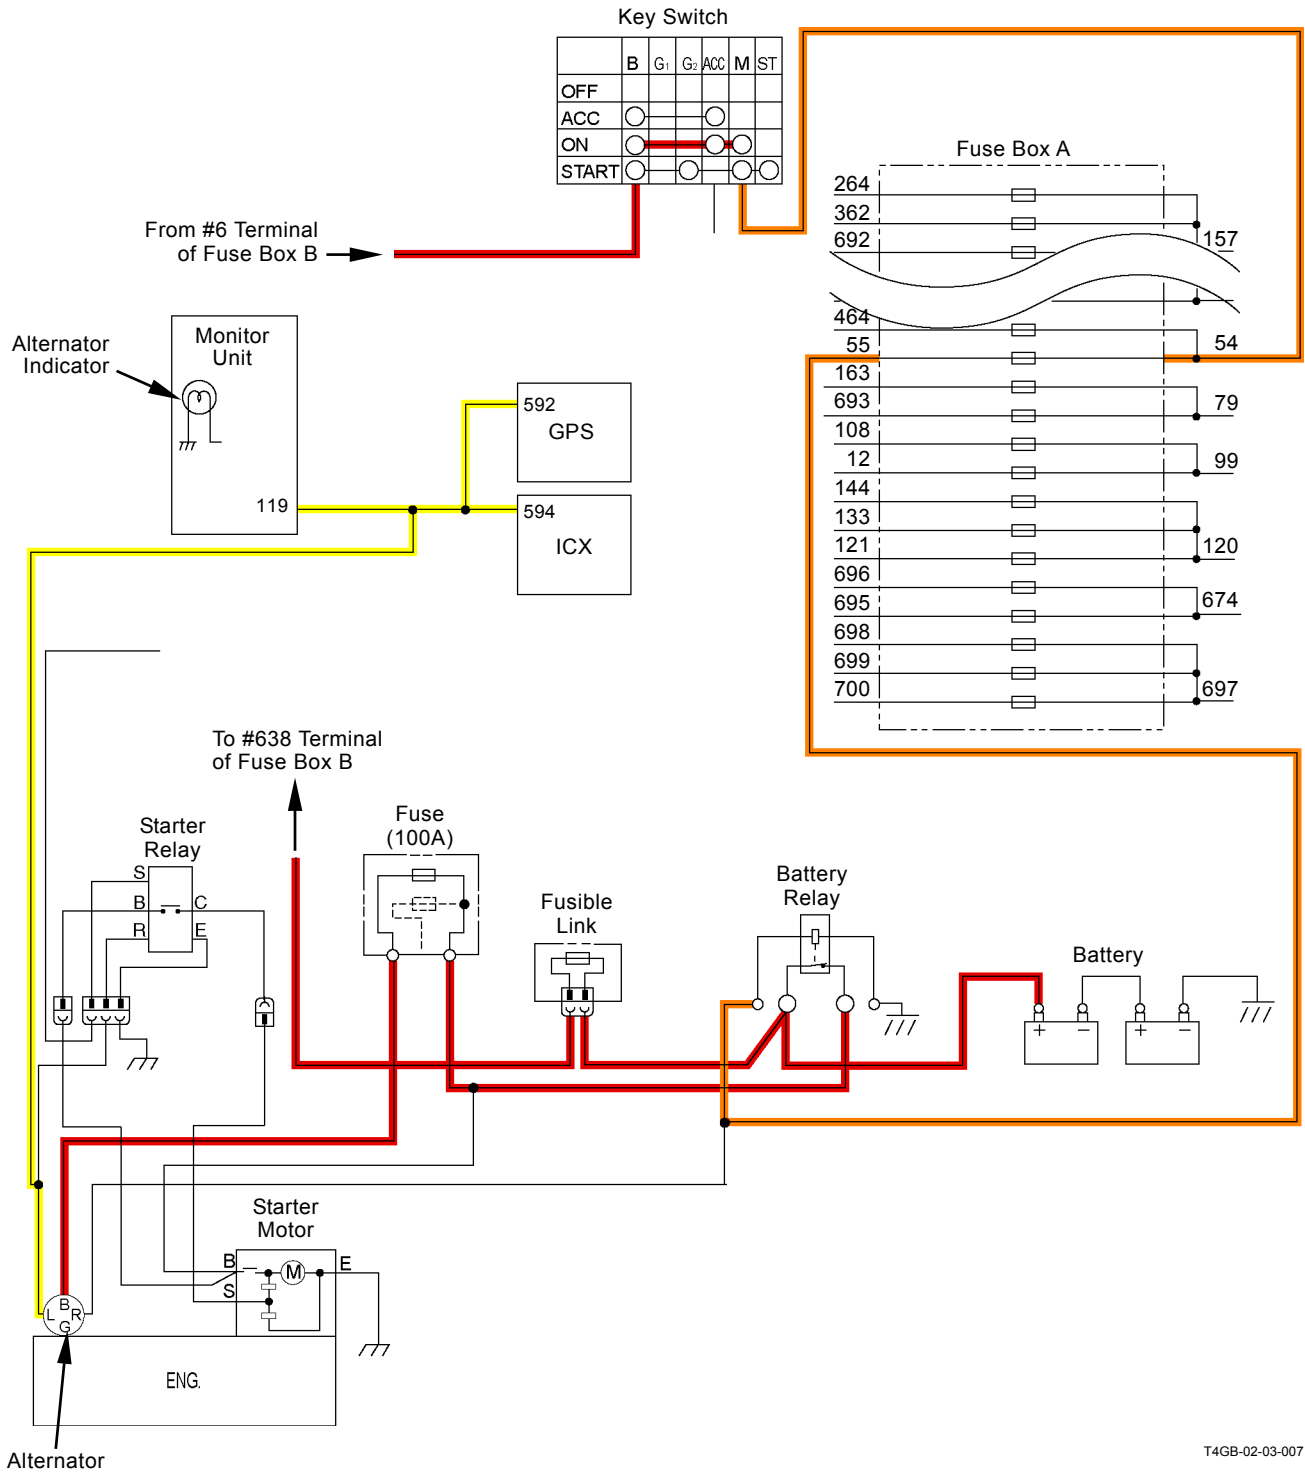 Key Switch
B G1 G2 ACC M ST
OFF
ACC
ON
START
From #6 Terminal
of Fuse Box B
Fuse Box A
264
362
692
157
464
55
54
163
693
79
108
12
99
144
133
121
120
696
695
674
698
699
700
697
Alternator
Indicator
Monitor
Unit
119
592
GPS
594
ICX
To #638 Terminal
of Fuse Box B
Starter
Relay
S
B
C
R
E
Fuse
(100A)
Fusible
Link
Battery
Relay
Battery
+ −
+ −
Starter
Motor
B
M
E
S
B
L
R
G
ENG.
Alternator
T4GB-02-03-007